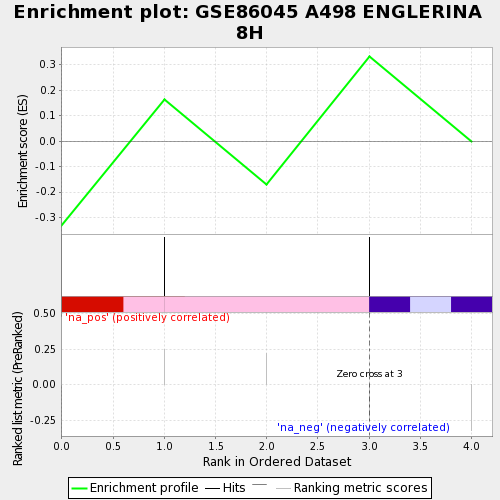 Enrichment plot: GSE86045 A498 ENGLERINA
8H
Enrichment score (ES)
0.3
0.2
0.1
0.0
-0.1
-0.2
-0.3
'na_pos' (positively correlated)
Ranked list metric (PreRanked)
0.50
0.25
0.00
-0.25
Zero cross at 3
'na_neg' (negatively correlated)
0.0 0.5 1.0 1.5 2.0 2.5 3.0 3.5 4.0
Rank in Ordered Dataset
Enrichment profile Hits Ranking metric scores